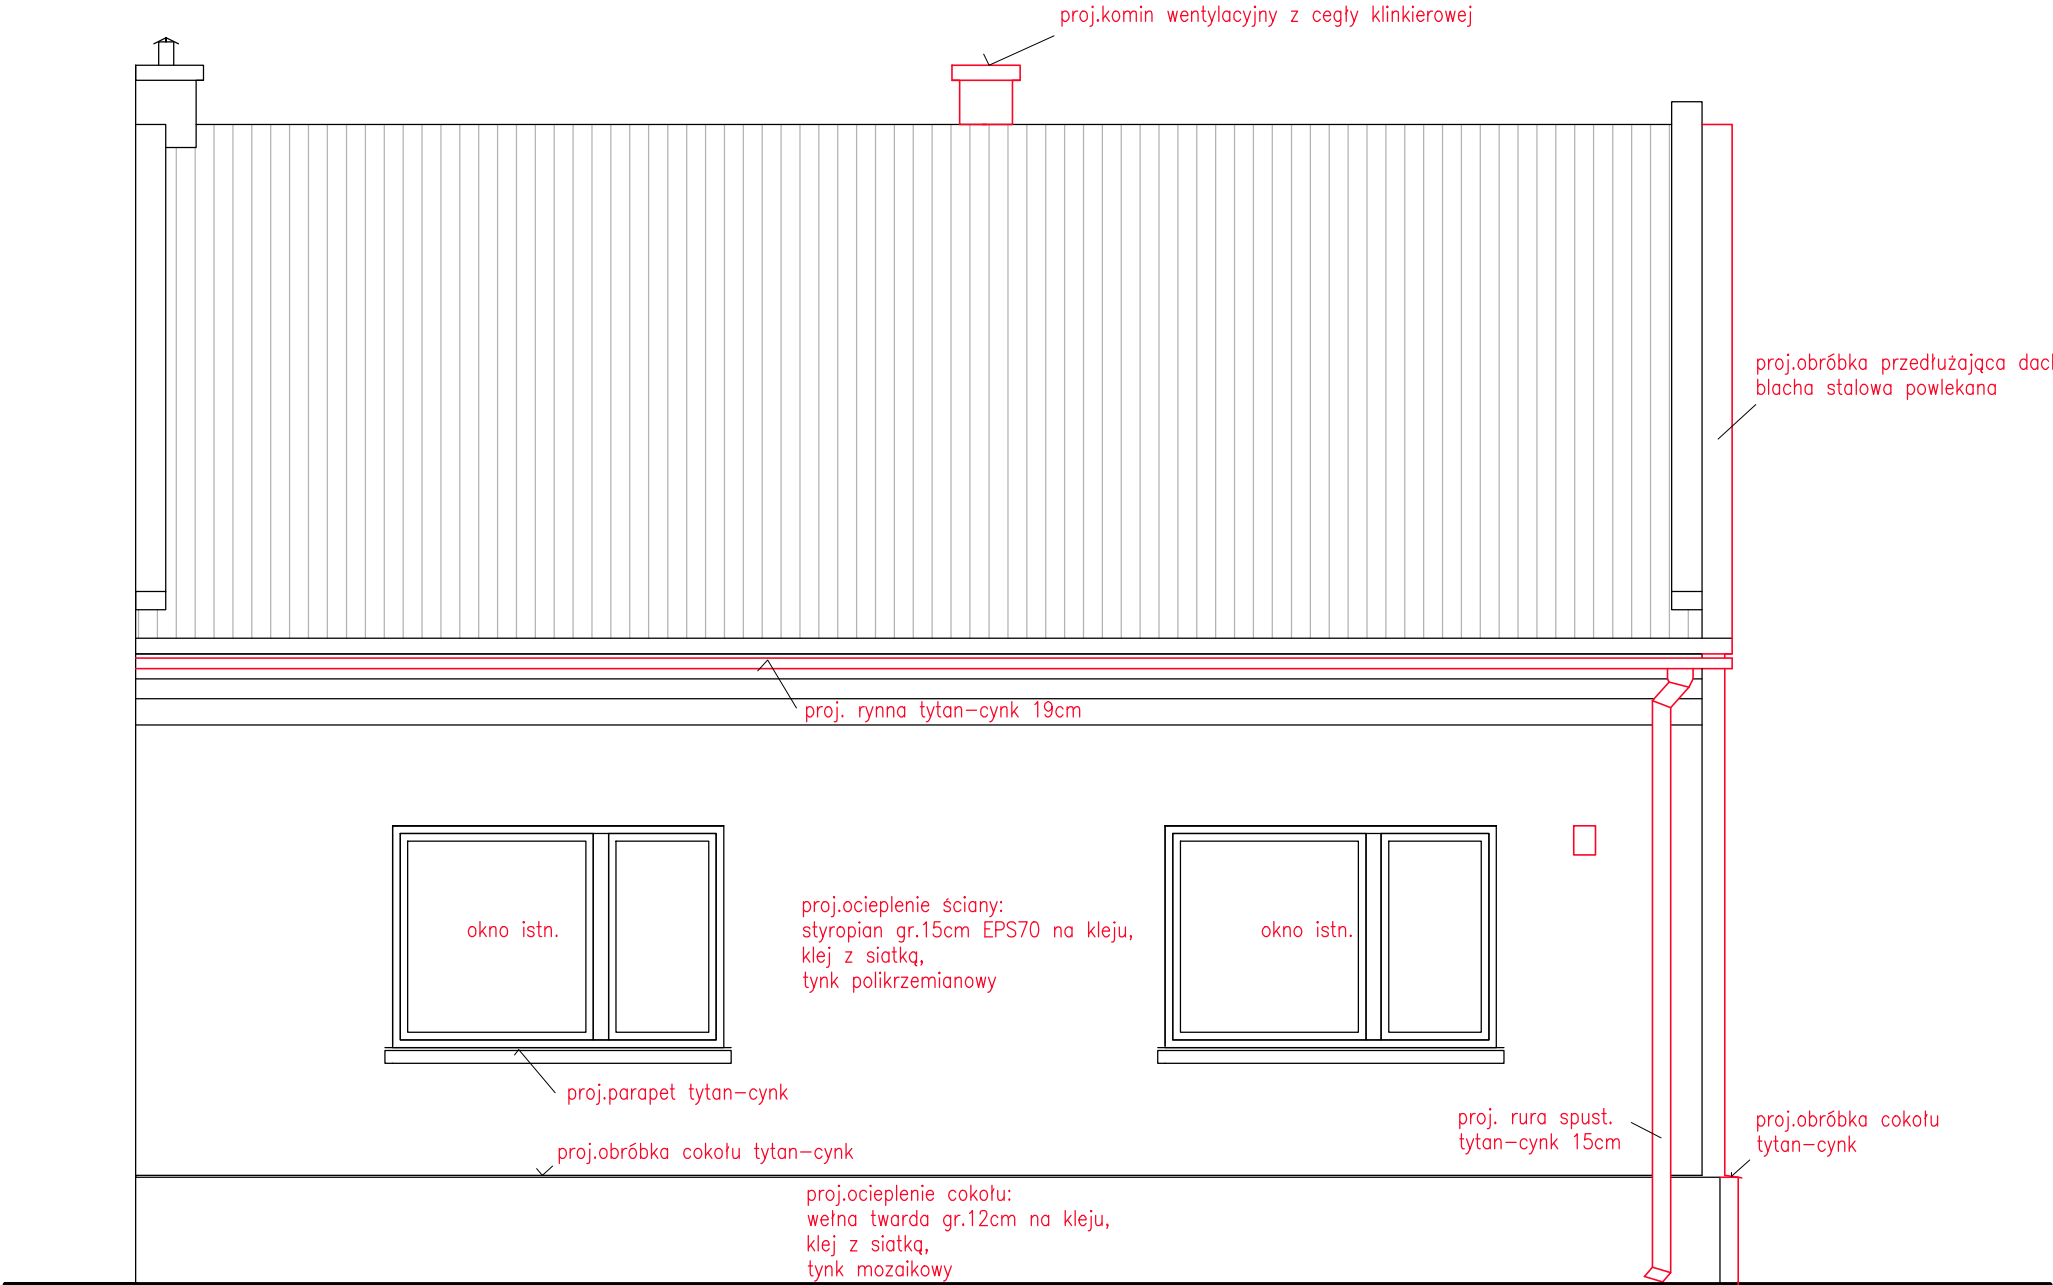 proj.komin wentylacyjny z cegły klinkierowej
proj.obróbka przedłużająca
blacha stalowa powlekana
proj. rynna tytan-cynk 19cm
proj.ocieplenie ściany:
styropian gr.15cm EPS70 na kleju,
klej z siatką,
tynk polikrzemianowy
okno istn.
okno istn.
proj.parapet tytan-cynk
proj. rura spust.
tytan-cynk 15cm
proj.obróbka cokołu
tytan-cynk
proj.obróbka cokołu tytan-cynk
proj.ocieplenie cokołu:
wełna twarda gr.12cm na kleju,
klej z siatką,
tynk mozaikowy